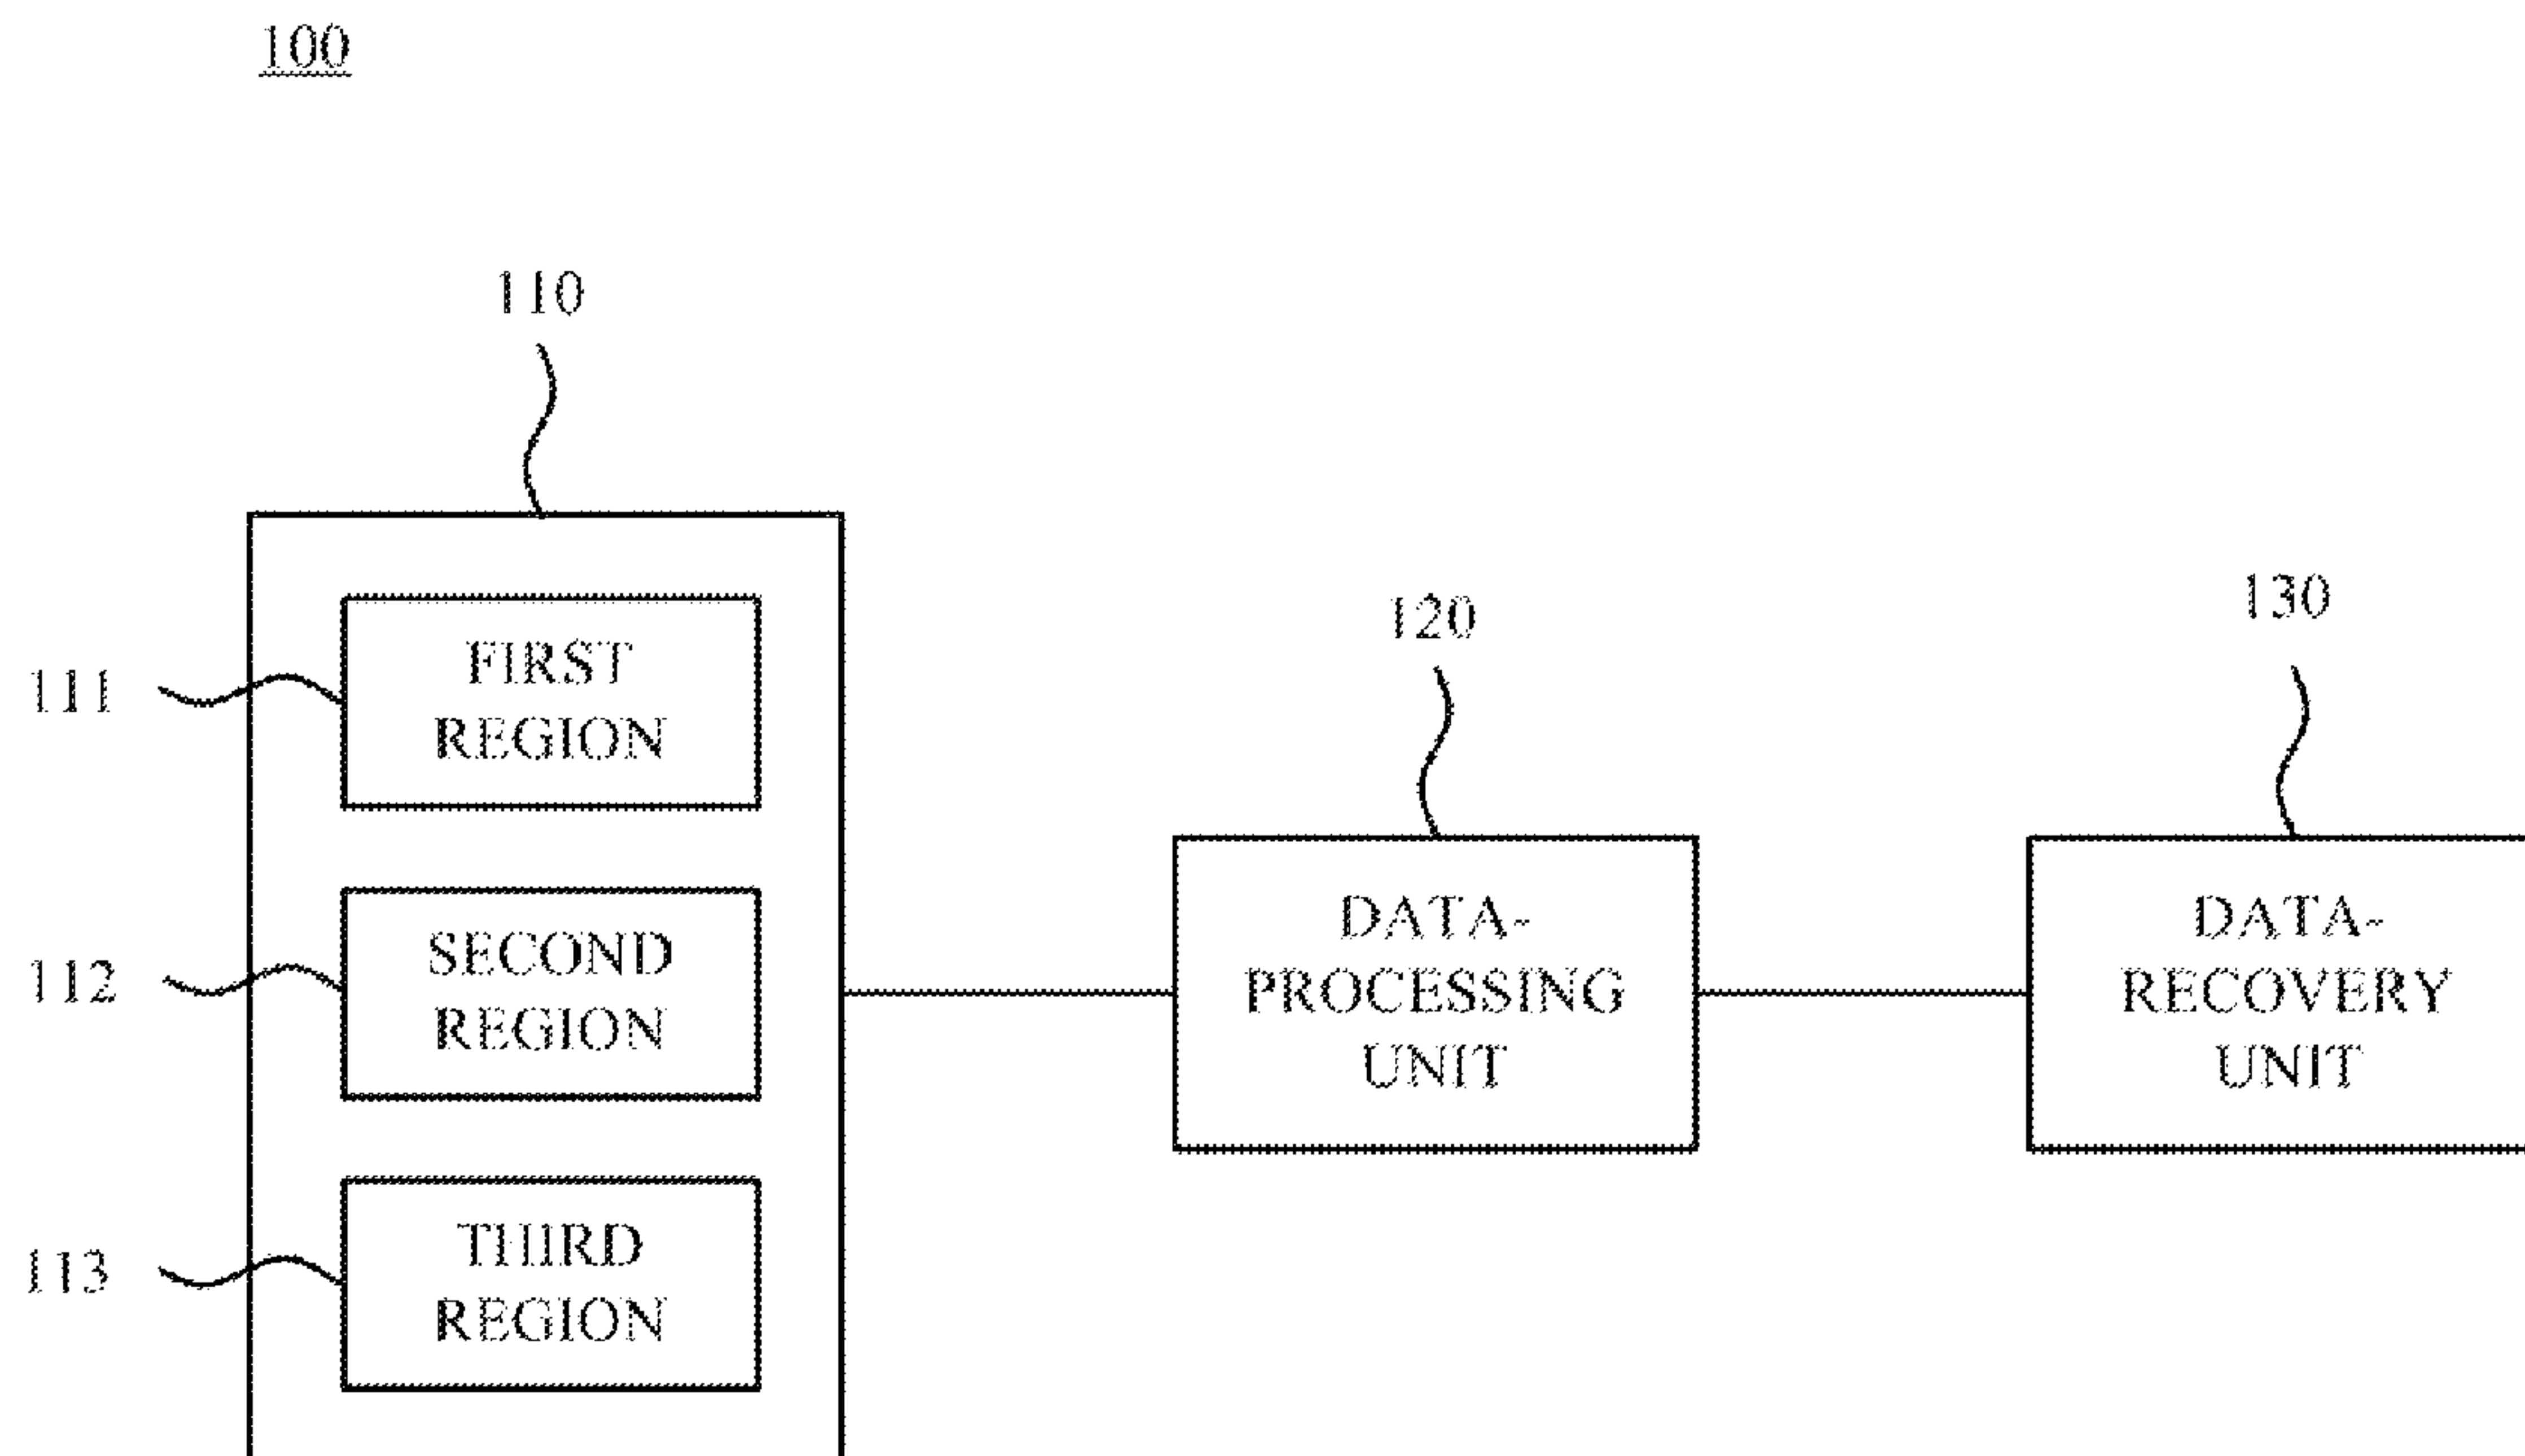 100
110
111
FIRST
REGION
112
SECOND
REGION
113
THIRD
REGION
120
DATA-
PROCESSING
UNIT
130
DATA-
RECOVERY
UNIT